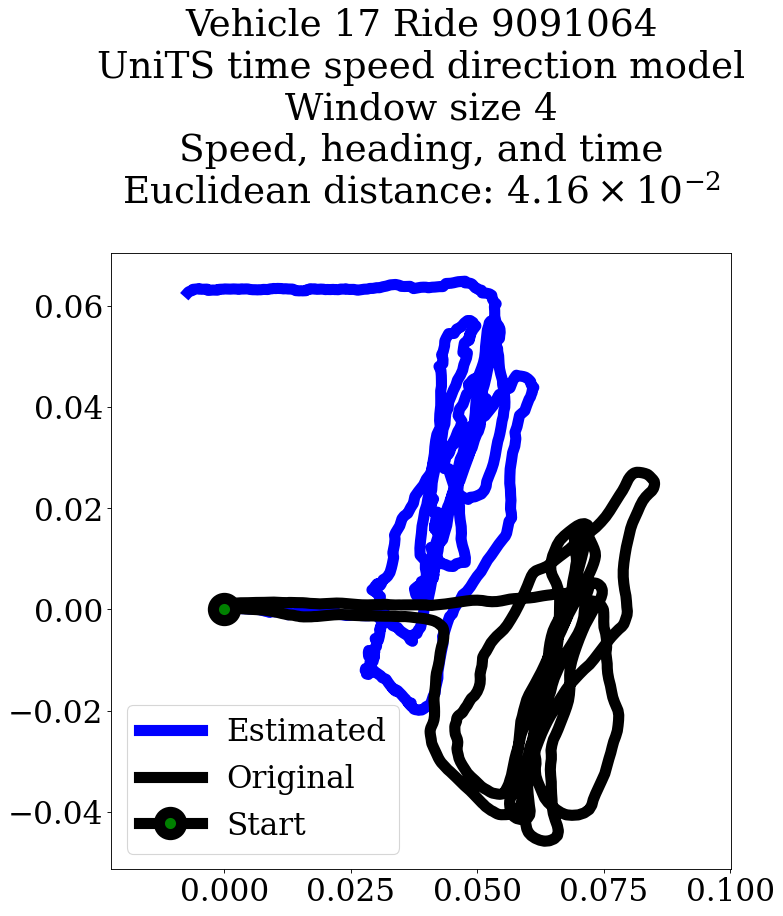 Vehicle 17 Ride 9091064
UniTS time speed direction model
Window size 4
Speed, heading, and time
Euclidean distance: 4.16 × 10⁻²
0.06
0.04
0.02
0.00
−0.02
−0.04
Estimated
Original
Start
0.000 0.025 0.050 0.075 0.100